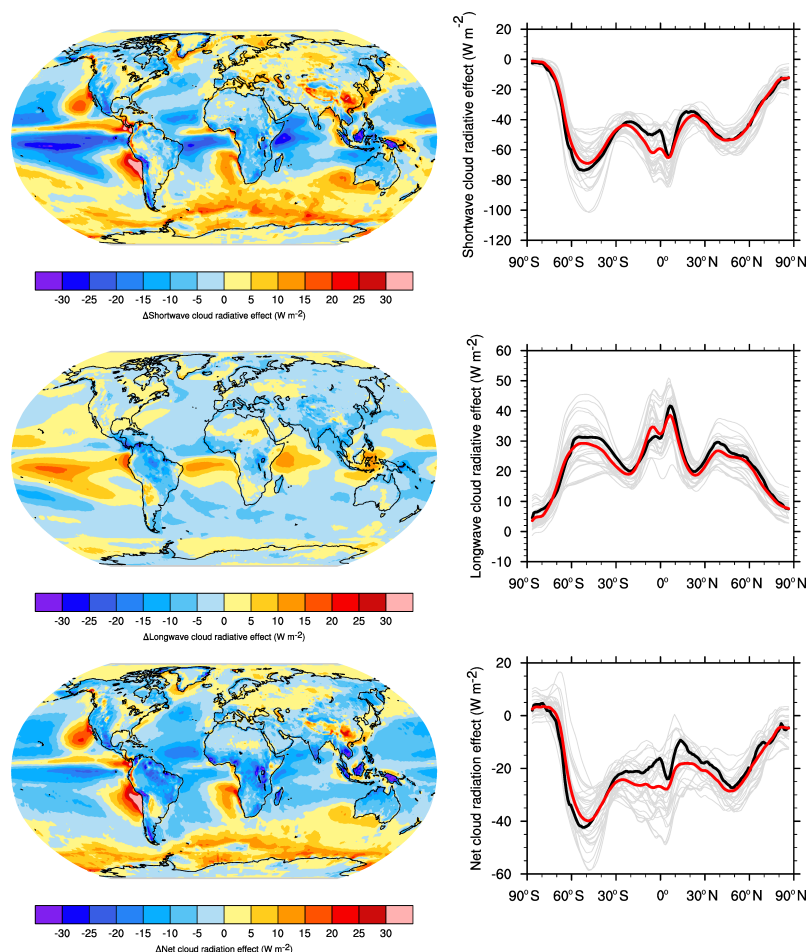 20
0
-20
-40
-60
-80
-100
-120
Shortwave cloud radiative effect (W m-2)
90°S 60°S 30°S 0° 30°N 60°N 90°N
-30 -25 -20 -15 -10 -5 0 5 10 15 20 25 30
ΔShortwave cloud radiative effect (W m-2)
60
50
40
30
20
10
0
-10
Longwave cloud radiative effect (W m-2)
90°S 60°S 30°S 0° 30°N 60°N 90°N
-30 -25 -20 -15 -10 -5 0 5 10 15 20 25 30
ΔLongwave cloud radiative effect (W m-2)
20
0
-20
-40
-60
Net cloud radiation effect (W m-2)
90°S 60°S 30°S 0° 30°N 60°N 90°N
-30 -25 -20 -15 -10 -5 0 5 10 15 20 25 30
ΔNet cloud radiation effect (W m-2)